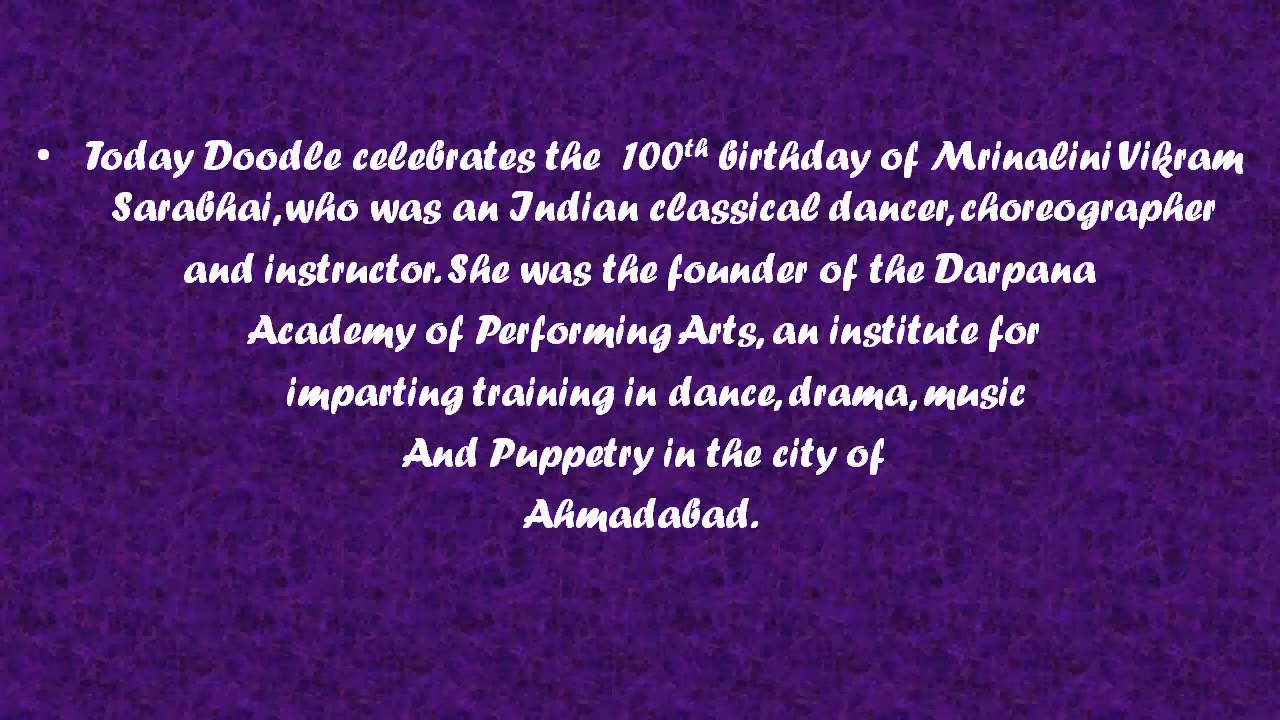 • Today Doodle celebrates the 100th birthday of Mrinalini Vikram
Sarabhai, who was an Indian classical dancer, choreographer
and instructor. She was the founder of the Darpana
Academy of Performing Arts, an institute for
imparting training in dance, drama, music
And Puppetry in the city of
Ahmadabad.